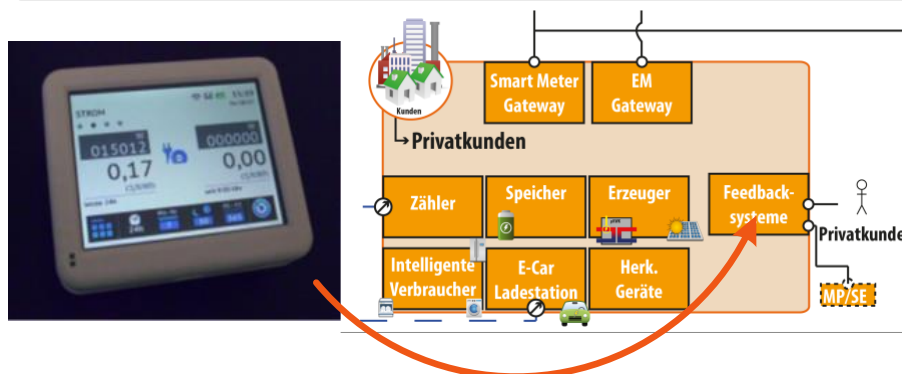 STROM
015012
000000
0,17
0,00
24h
Kunden
Privatkunden
Smart Meter
Gateway
EM
Gateway
Zähler
Speicher
Erzeuger
Feedback-
systeme
Intelligente
Verbraucher
E-Car
Ladestation
Herk.
Geräte
Privatkunde
MP/SE